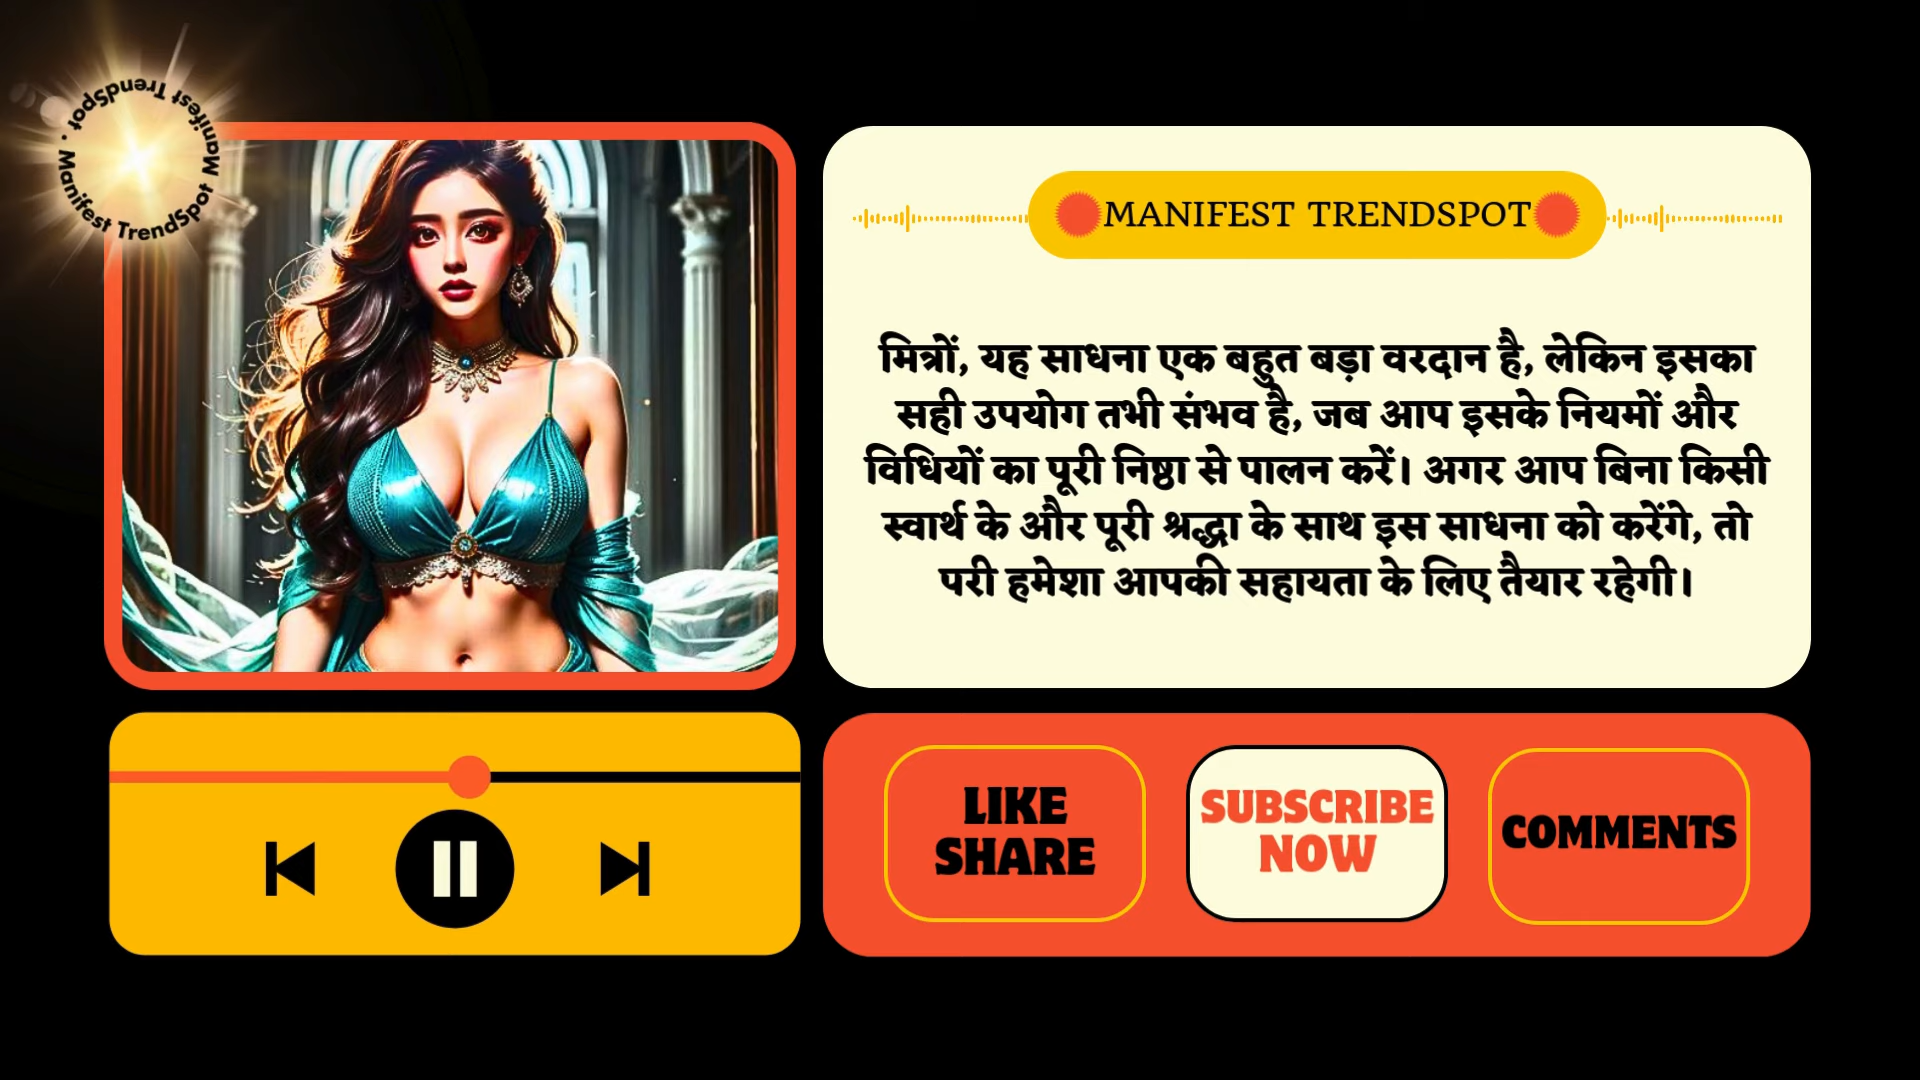 Manifest TrendSpot . Manifest TrendSpot
MANIFEST TRENDSPOT
मित्रों, यह साधना एक बहुत बड़ा वरदान है, लेकिन इसका
सही उपयोग तभी संभव है, जब आप इसके नियमों और
विधियों का पूरी निष्ठा से पालन करें। अगर आप बिना किसी
स्वार्थ के और पूरी श्रद्धा के साथ इस साधना को करेंगे, तो
परी हमेशा आपकी सहायता के लिए तैयार रहेगी।
LIKE
SHARE
SUBSCRIBE
NOW
COMMENTS